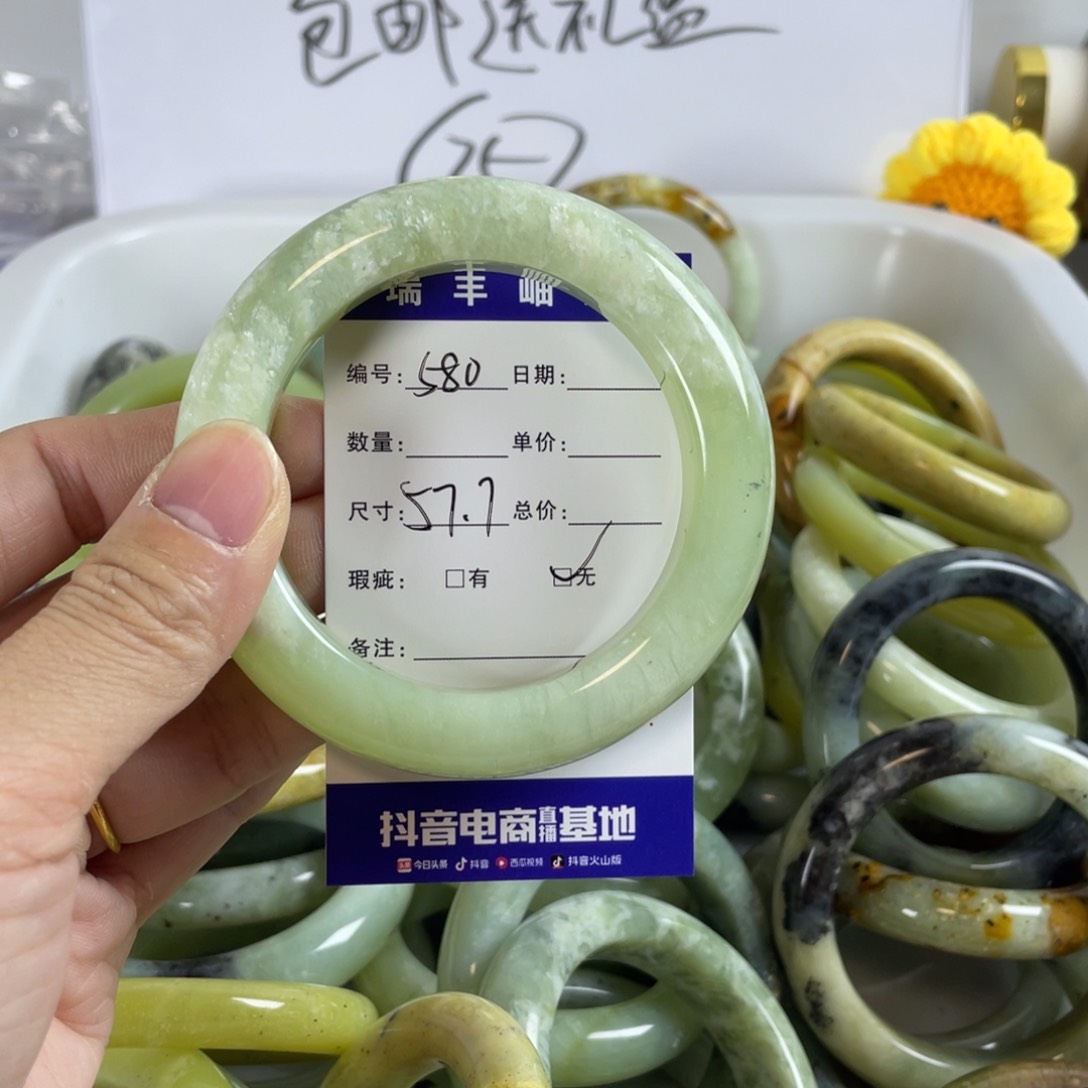 包邮送礼盒
瑞丰岫
编号: 580 日期:
数量: 单价:
尺寸: 57.7 总价:
瑕疵: □有 ☑无
备注:
抖音电商直播基地
今日头条 抖音 西瓜视频 抖音火山版